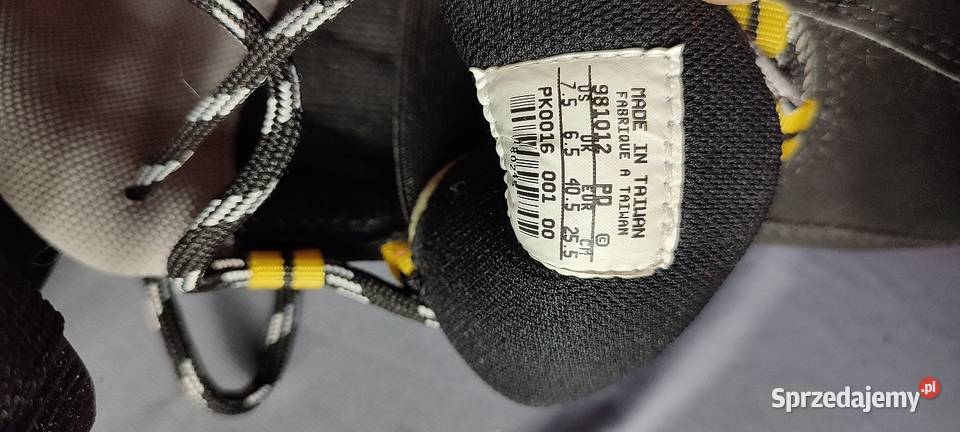 MADE IN TAIWAN
FABRIQUE A TAIWAN
981012 PR ©
US UK EUR CM
7.5 6.5 40.5 25.5
PK0016 001 00
Sprzedajemy.pl